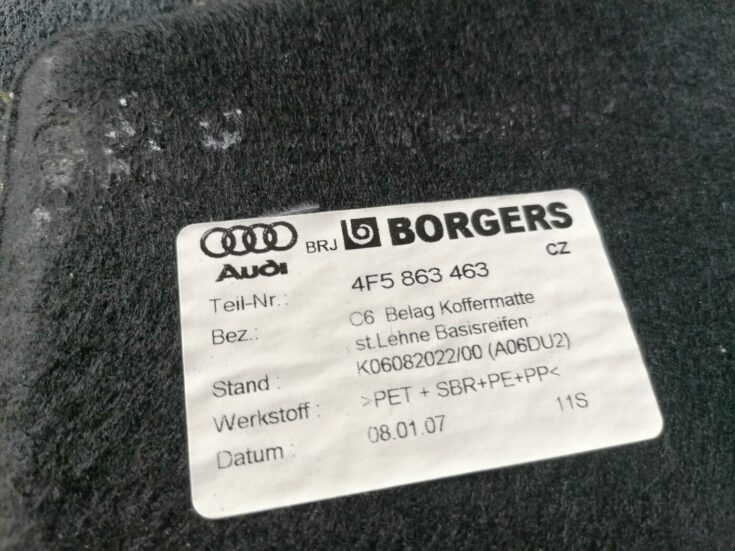 BRJ BORGERS
Audi CZ
Teil-Nr.: 4F5 863 463
Bez.: C6 Belag Koffermatte
st.Lehne Basisreifen
Stand : K06082022/00 (A06DU2)
Werkstoff : >PET + SBR+PE+PP<
Datum : 08.01.07 11S